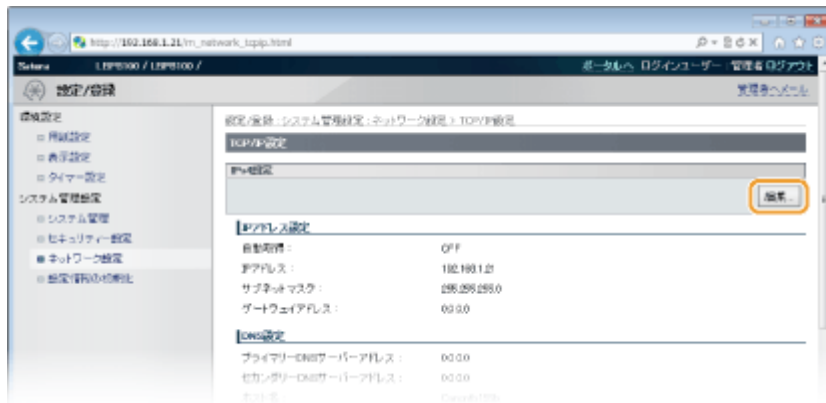 http://192.168.1.21/m_network_tcpip.html
Satera LBP8100 / LBP8100 / ポータルへ ログインユーザー: 管理者 ログアウト
設定/登録 管理者へメール
環境設定
用紙設定
表示設定
タイマー設定
システム管理設定
システム管理
セキュリティー設定
ネットワーク設定
設定情報の初期化
設定/登録 : システム管理設定 : ネットワーク設定 > TCP/IP設定
TCP/IP設定
IPv4設定
編集...
IPアドレス設定
自動取得 : OFF
IPアドレス : 192.168.1.21
サブネットマスク : 255.255.255.0
ゲートウェイアドレス : 0.0.0.0
DNS設定
プライマリーDNSサーバーアドレス : 0.0.0.0
セカンダリーDNSサーバーアドレス : 0.0.0.0
ホスト名